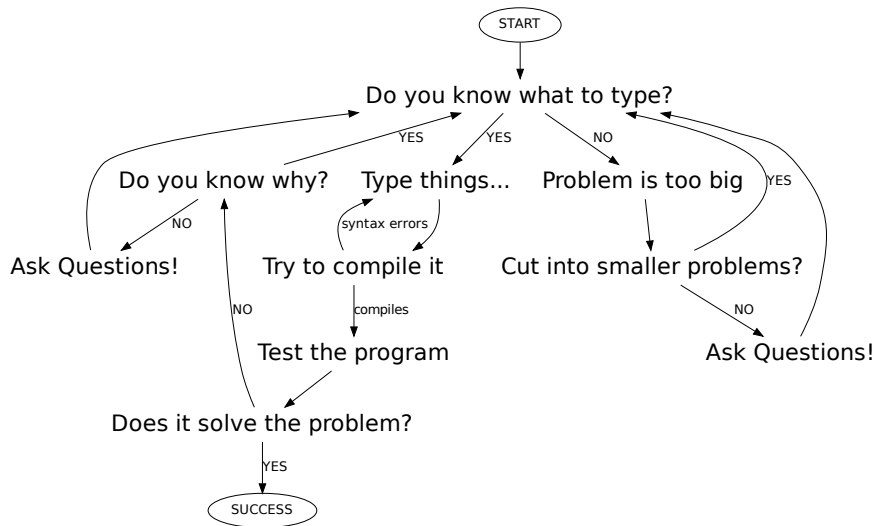 START
Do you know what to type?
YES
YES
NO
Do you know why?
Type things...
Problem is too big
YES
NO
syntax errors
Ask Questions!
Try to compile it
Cut into smaller problems?
NO
compiles
NO
Test the program
Ask Questions!
Does it solve the problem?
YES
SUCCESS